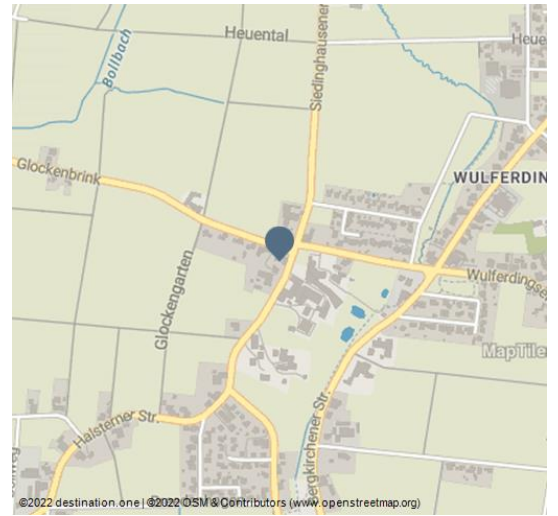 Heuental
Heue
Bollbach
Siedinghausener
Glockenbrink
WULFERDIN
Wulferdingse
Glockengarten
MapTile
Halsterner Str.
ergkirchener Str.
©2022 destination.one | ©2022 OSM & Contributors (www.openstreetmap.org)